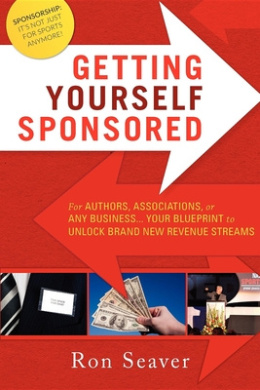 SPONSORSHIP:
IT'S NOT JUST
FOR SPORTS
ANYMORE!
GETTING
YOURSELF
SPONSORED
For AUTHORS, ASSOCIATIONS, or
ANY BUSINESS... YOUR BLUEPRINT to
UNLOCK BRAND NEW REVENUE STREAMS
Ron Seaver